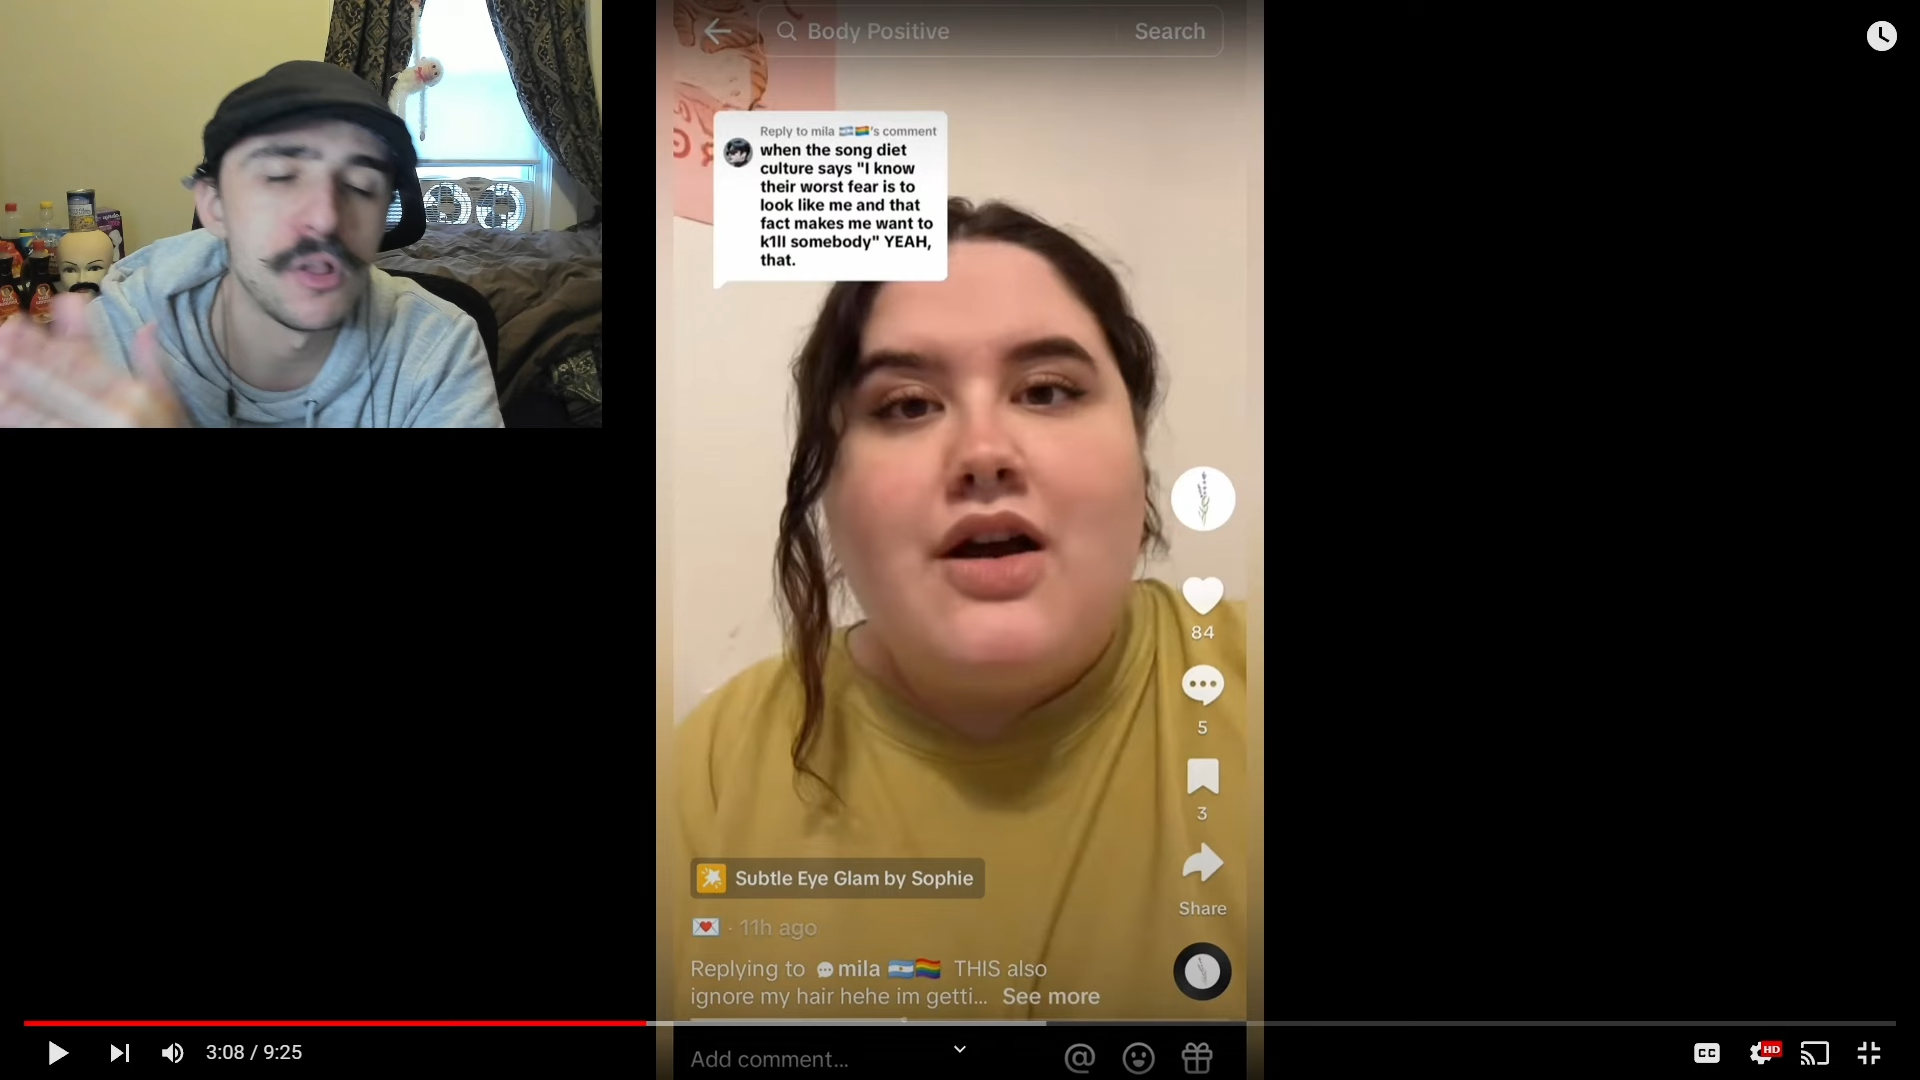 Body Positive
Search
Reply to mila 🇦🇷🏳️‍🌈's comment
when the song diet
culture says "I know
their worst fear is to
look like me and that
fact makes me want to
k1ll somebody" YEAH,
that.
84
5
3
Share
Subtle Eye Glam by Sophie
💌 · 11h ago
Replying to 💬mila 🇦🇷🏳️‍🌈 THIS also
ignore my hair hehe im getti... See more
Add comment...
3:08 / 9:25
CC
HD